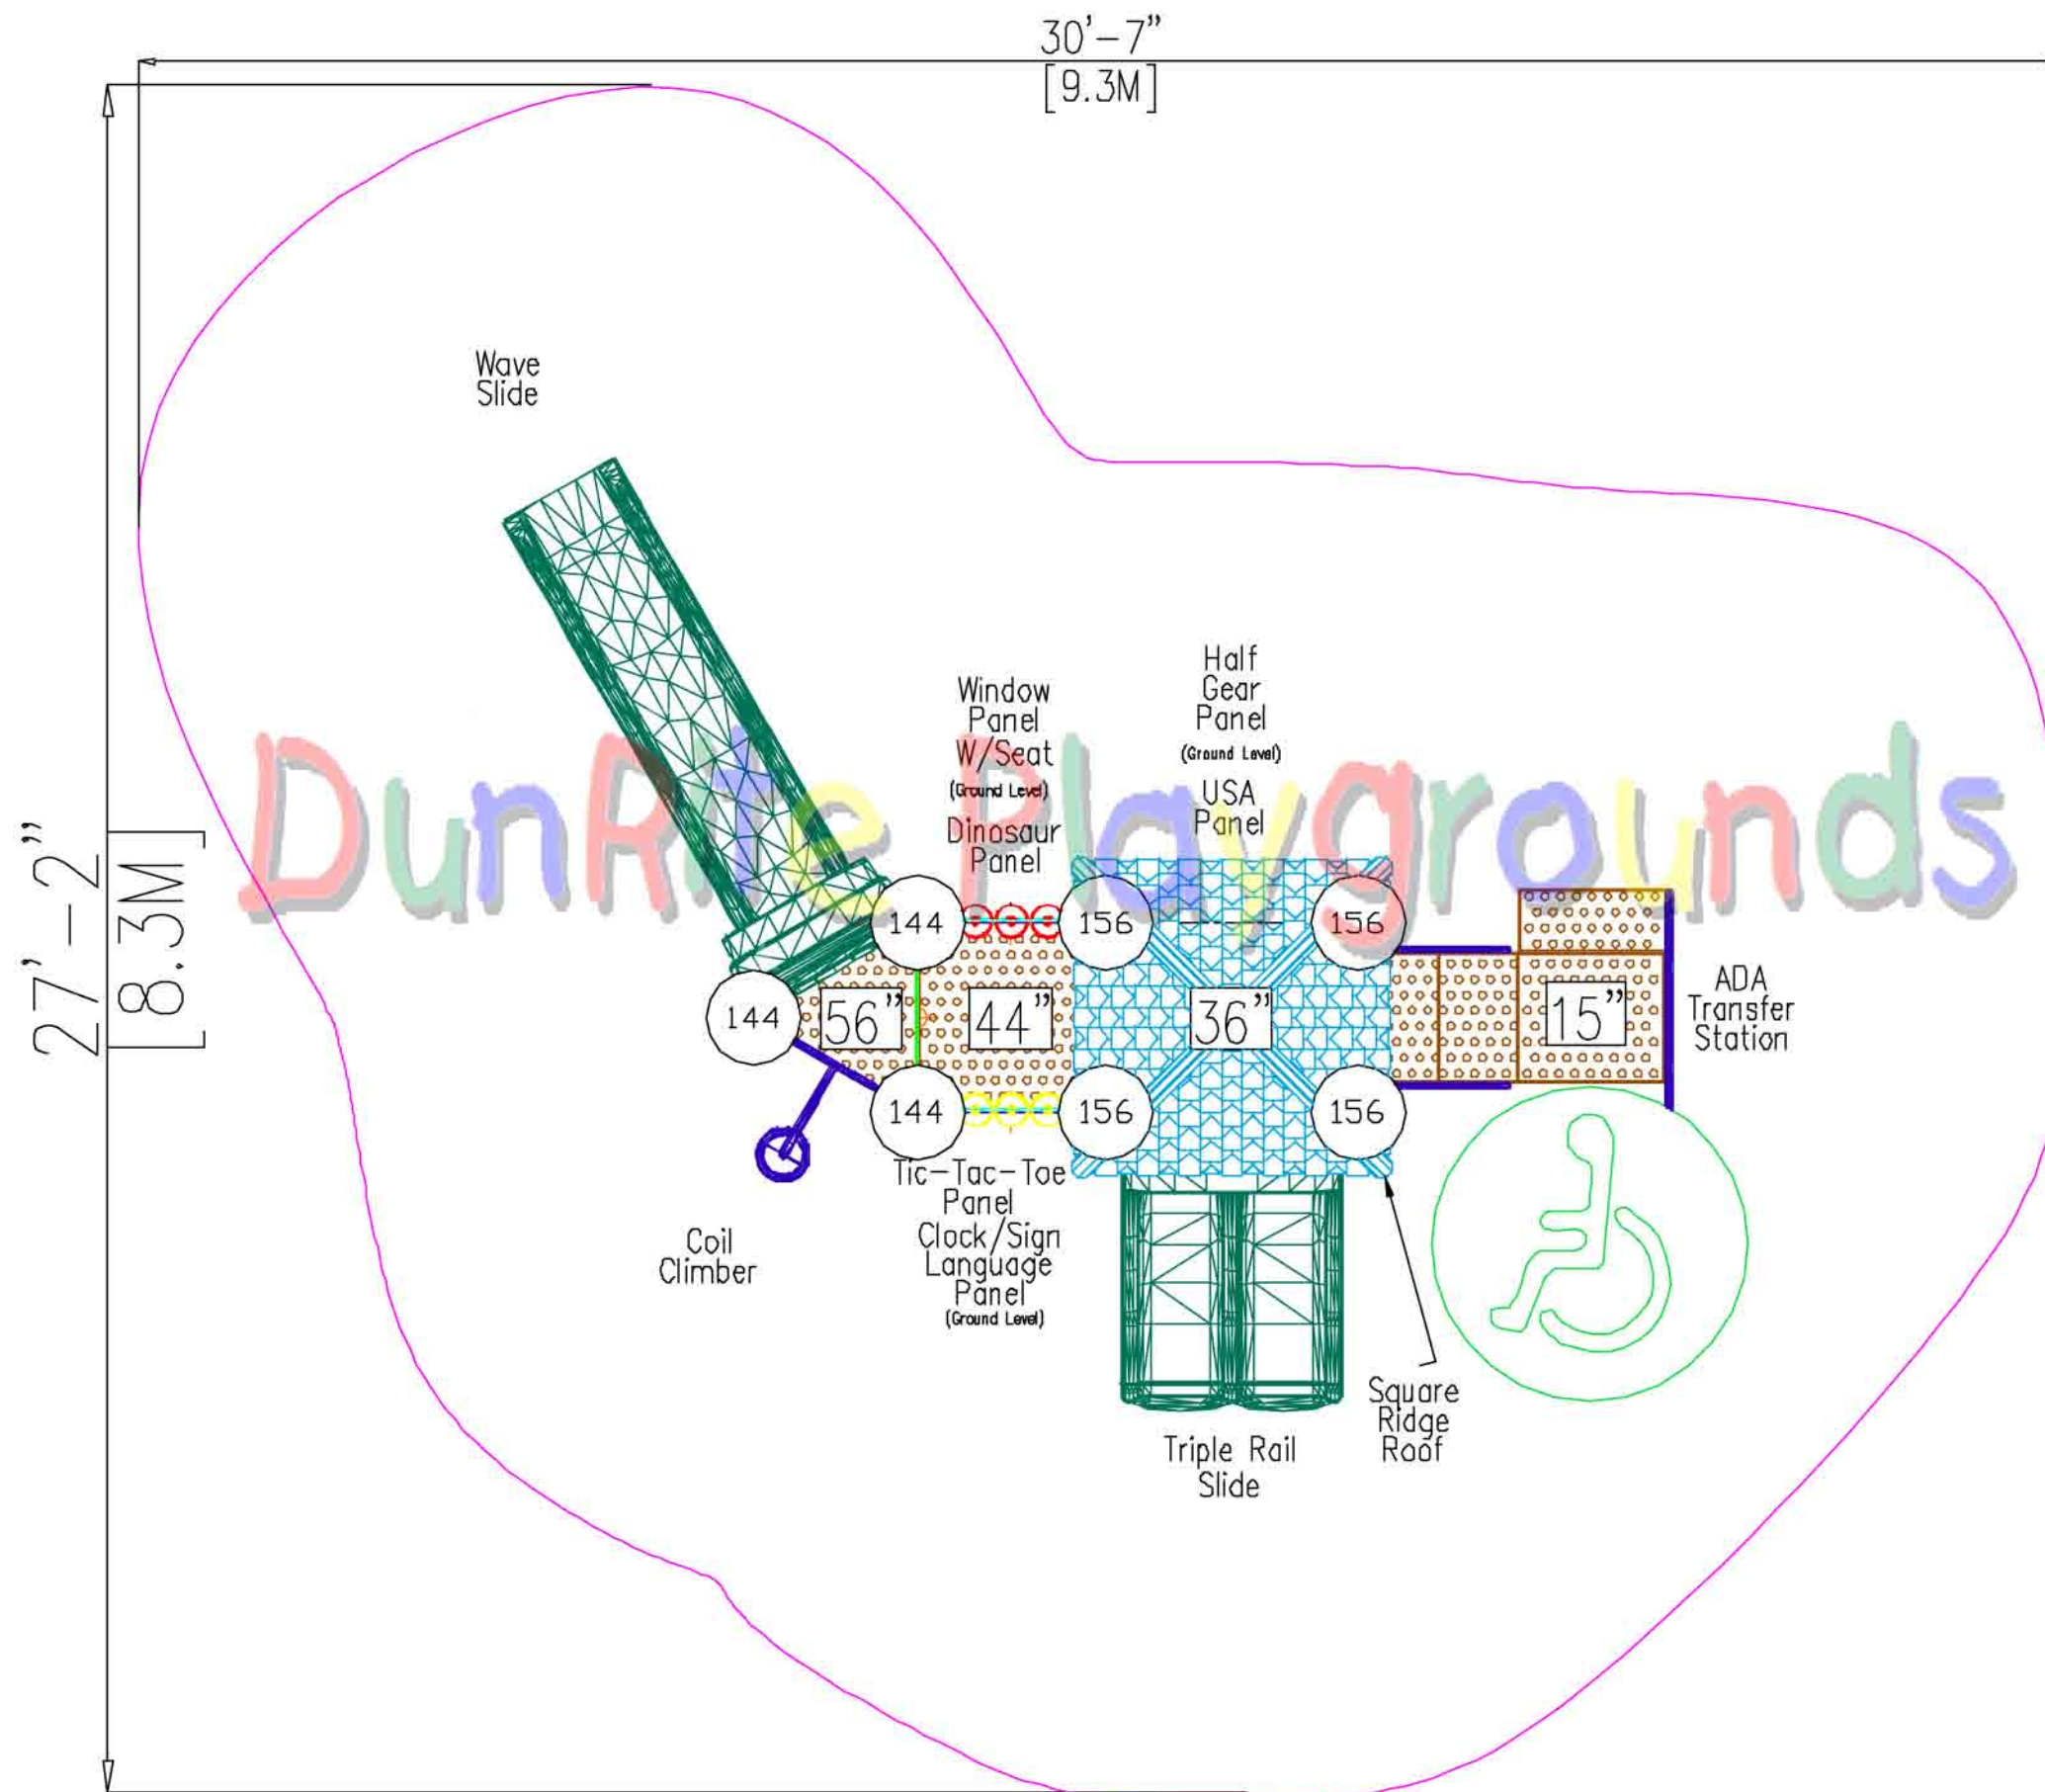 30'-7"
[9.3M]
27'-2"
[8.3M]
Wave
Slide
Half
Gear
Panel
(Ground Level)
USA
Panel
Window
Panel
W/Seat
(Ground Level)
Dinosaur
Panel
DunRite Playgrounds
144
156
156
144
56"
44"
36"
15"
ADA
Transfer
Station
144
156
156
Tic-Tac-Toe
Panel
Clock/Sign
Language
Panel
(Ground Level)
Coil
Climber
Square
Ridge
Roof
Triple Rail
Slide